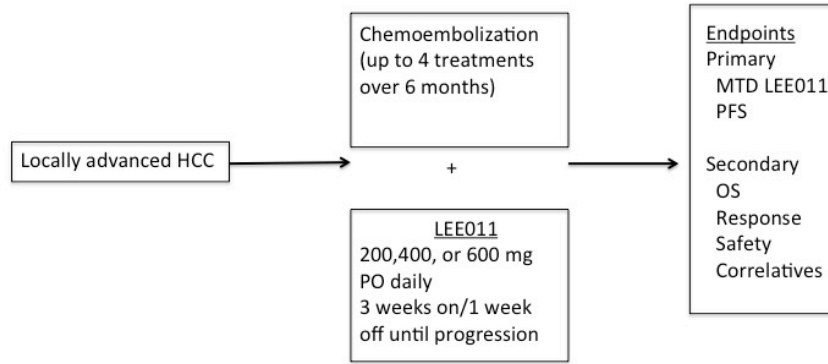 Locally advanced HCC
Chemoembolization
(up to 4 treatments
over 6 months)
+
LEE011
200,400, or 600 mg
PO daily
3 weeks on/1 week
off until progression
Endpoints
Primary
MTD LEE011
PFS
Secondary
OS
Response
Safety
Correlatives